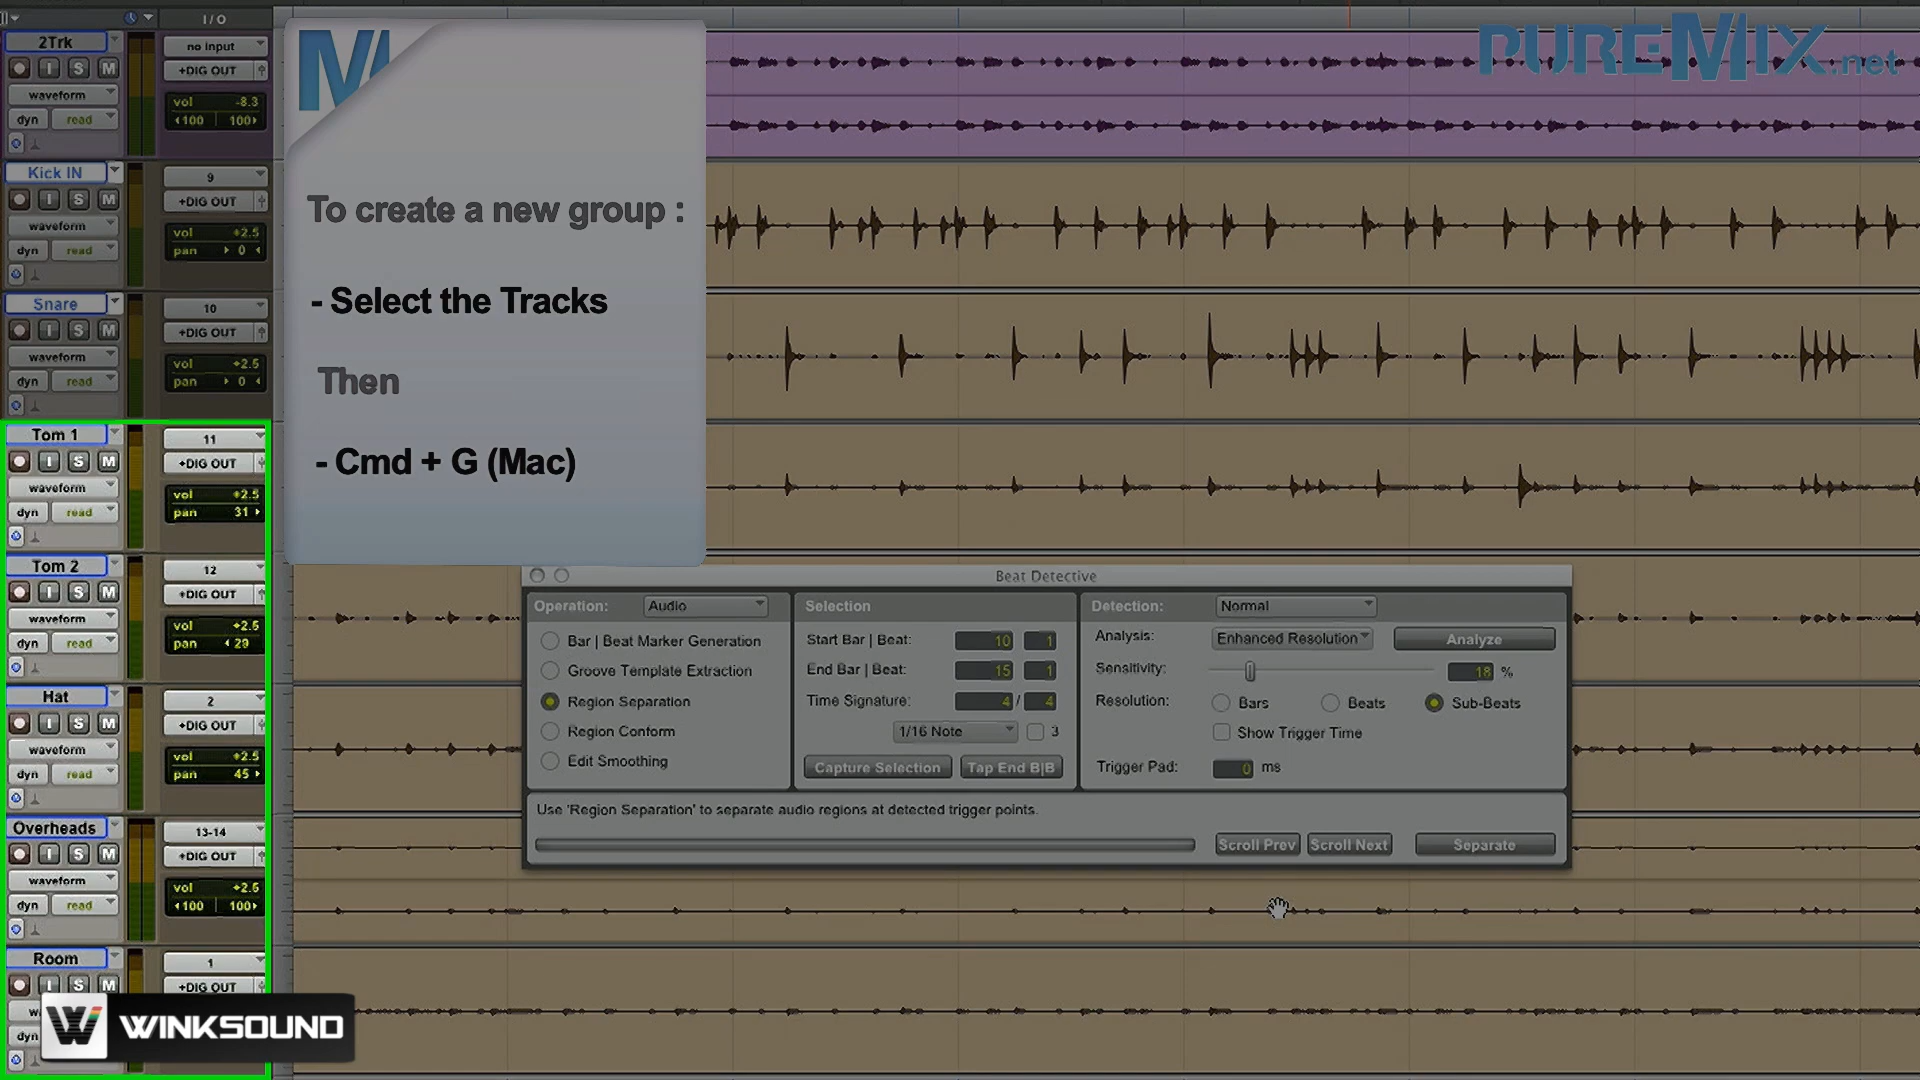 I/O
PUREMIX.net
2Trk
no input
I S M
+DIG OUT
waveform
vol -8.3
dyn read
‹100 100›
Kick IN
9
I S M
+DIG OUT
waveform
vol +2.5
dyn read
pan › 0 ‹
Snare
10
I S M
+DIG OUT
waveform
vol +2.5
dyn read
pan › 0 ‹
Tom 1
11
I S M
+DIG OUT
waveform
vol +2.5
dyn read
pan 31 ›
Tom 2
12
I S M
+DIG OUT
waveform
vol +2.5
dyn read
pan ‹ 29
Hat
2
I S M
+DIG OUT
waveform
vol +2.5
dyn read
pan 45 ›
Overheads
13-14
I S M
+DIG OUT
waveform
vol +2.5
dyn read
‹100 100›
Room
1
I S M
+DIG OUT
dyn
WINKSOUND
To create a new group :
- Select the Tracks
Then
- Cmd + G (Mac)
Beat Detective
Operation: Audio
Bar | Beat Marker Generation
Groove Template Extraction
Region Separation
Region Conform
Edit Smoothing
Selection
Start Bar | Beat: 10 1
End Bar | Beat: 15 1
Time Signature: 4 / 4
1/16 Note 3
Capture Selection Tap End B|B
Detection: Normal
Analysis: Enhanced Resolution Analyze
Sensitivity: 18 %
Resolution: Bars Beats Sub-Beats
Show Trigger Time
Trigger Pad: 0 ms
Use 'Region Separation' to separate audio regions at detected trigger points.
Scroll Prev Scroll Next Separate